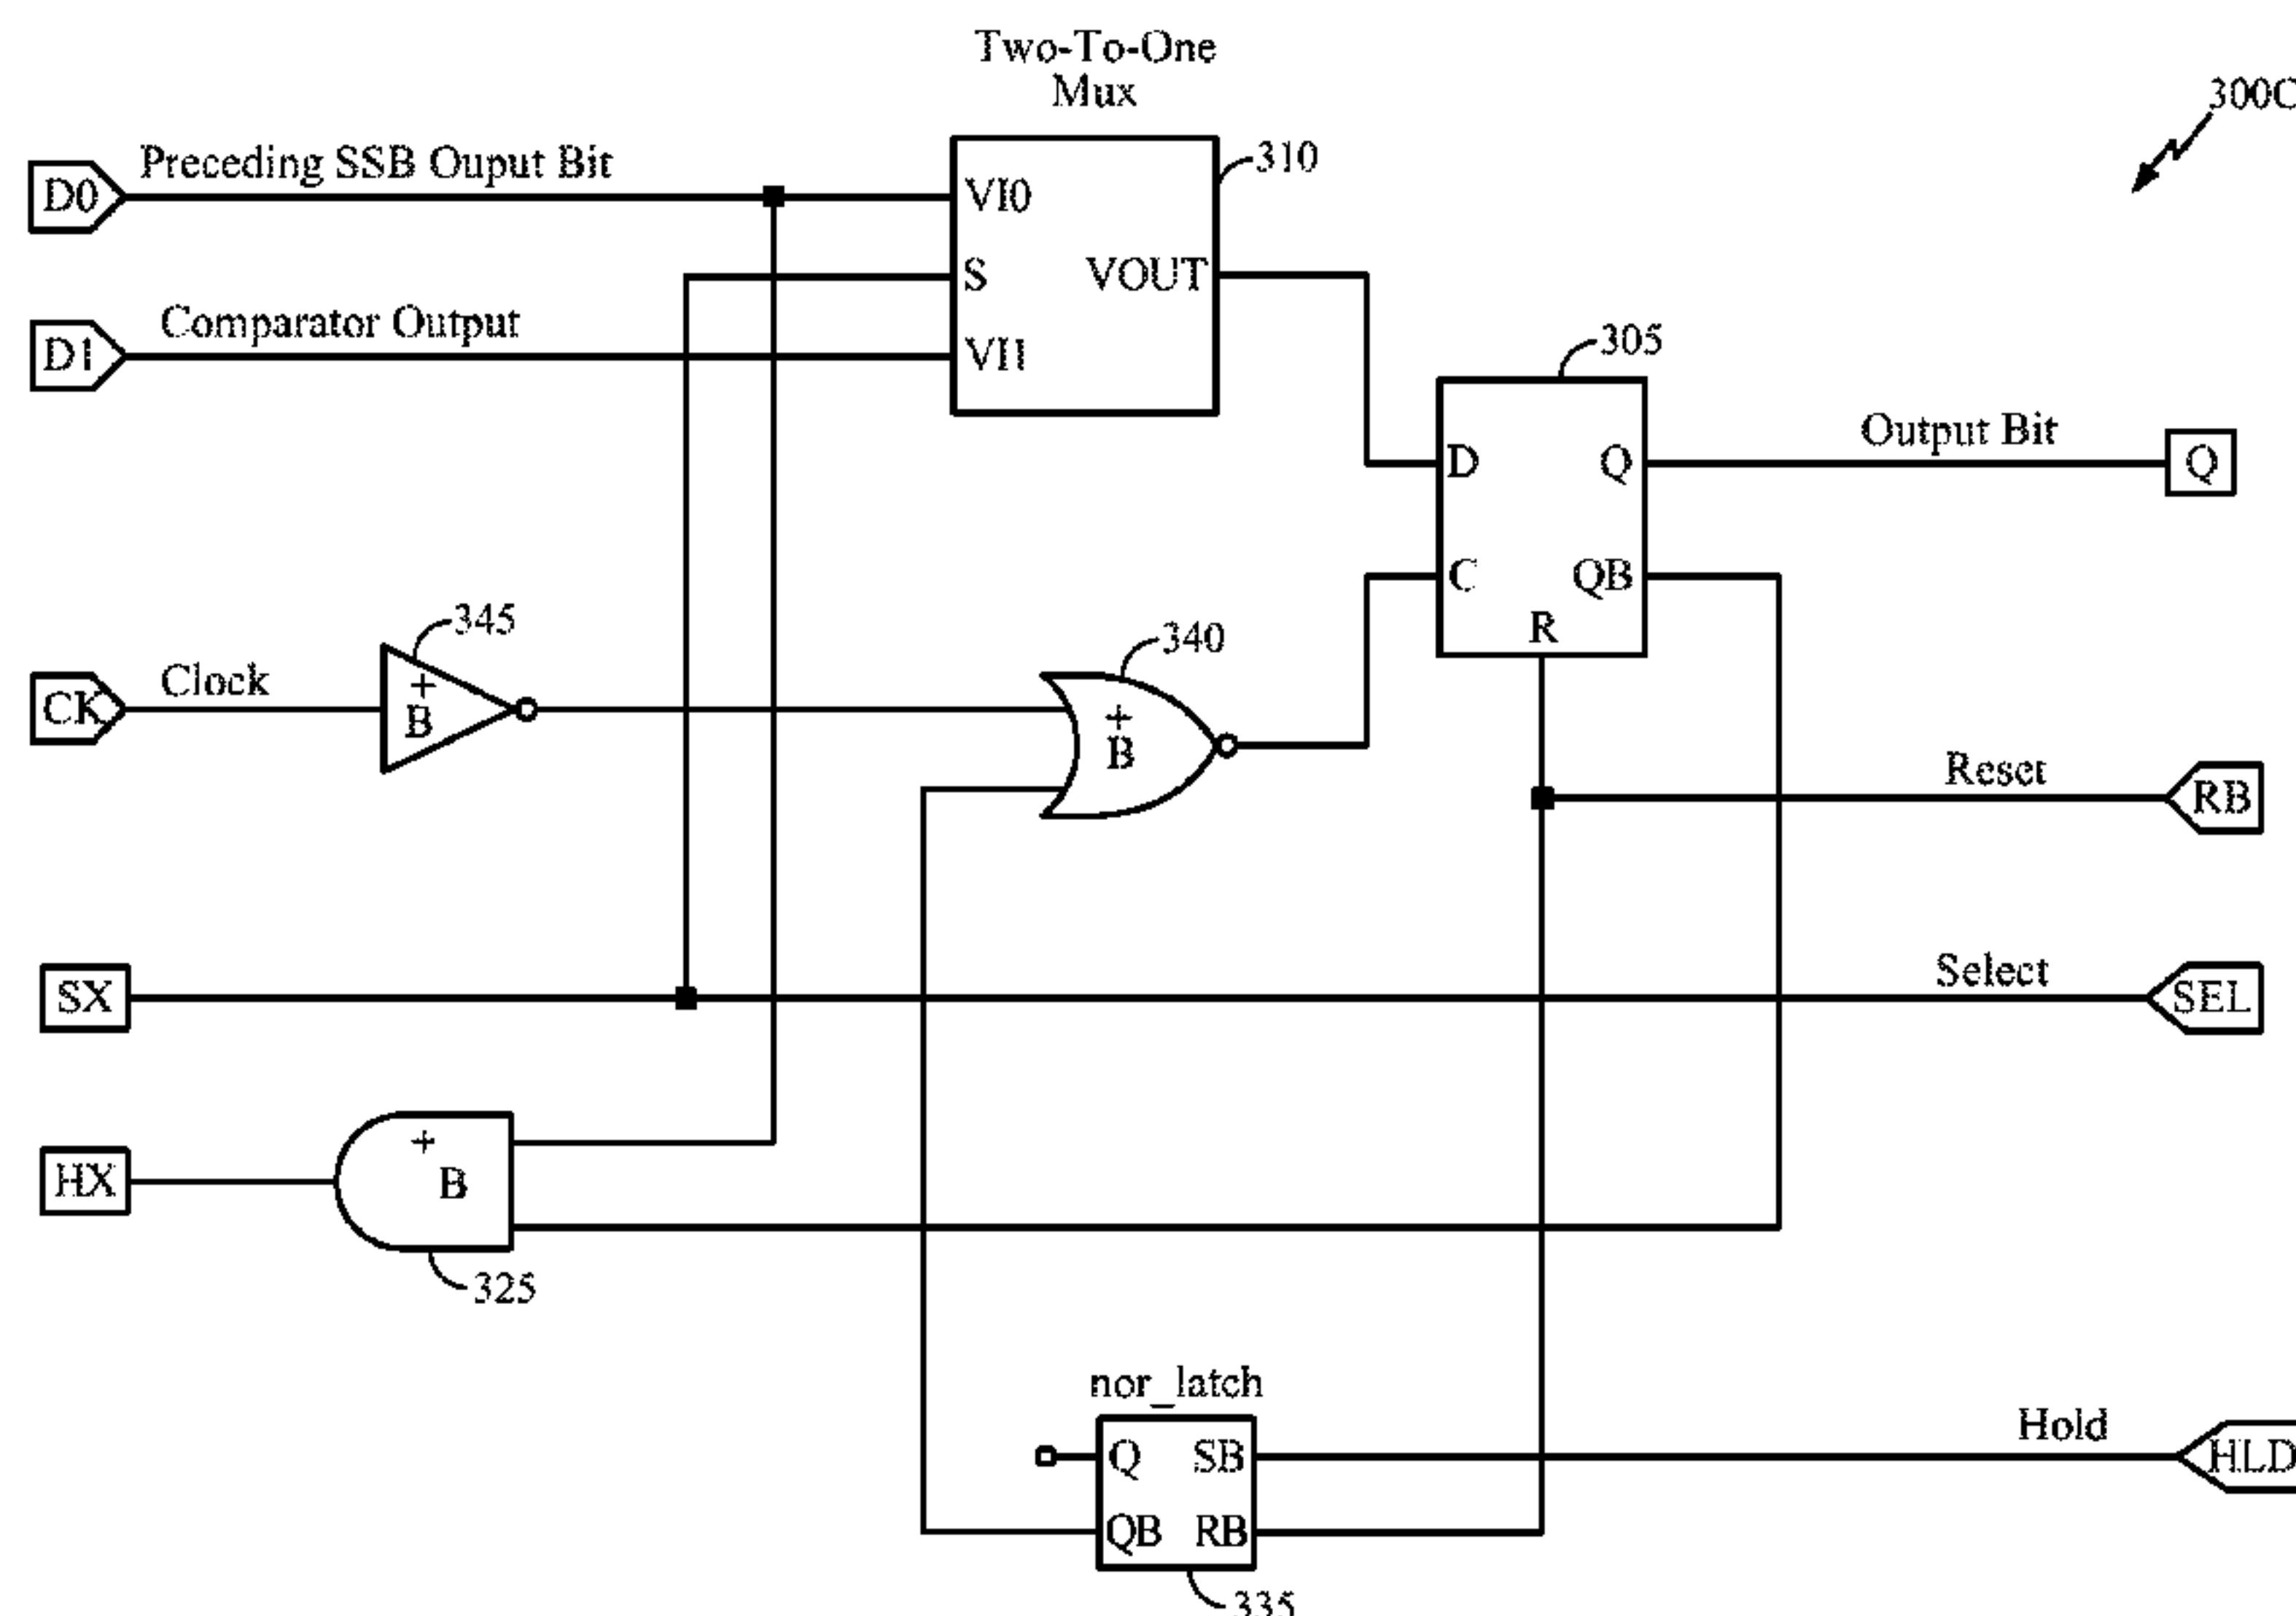 Two-To-One
Mux
300C
310
D0
Preceding SSB Ouput Bit
VI0
S
VOUT
D1
Comparator Output
VI1
305
D
Q
Output Bit
Q
C
QB
R
345
340
CK
Clock
+
B
+
B
Reset
RB
SX
Select
SEL
HX
+
B
325
nor_latch
Q
SB
Hold
HLD
QB
RB
335